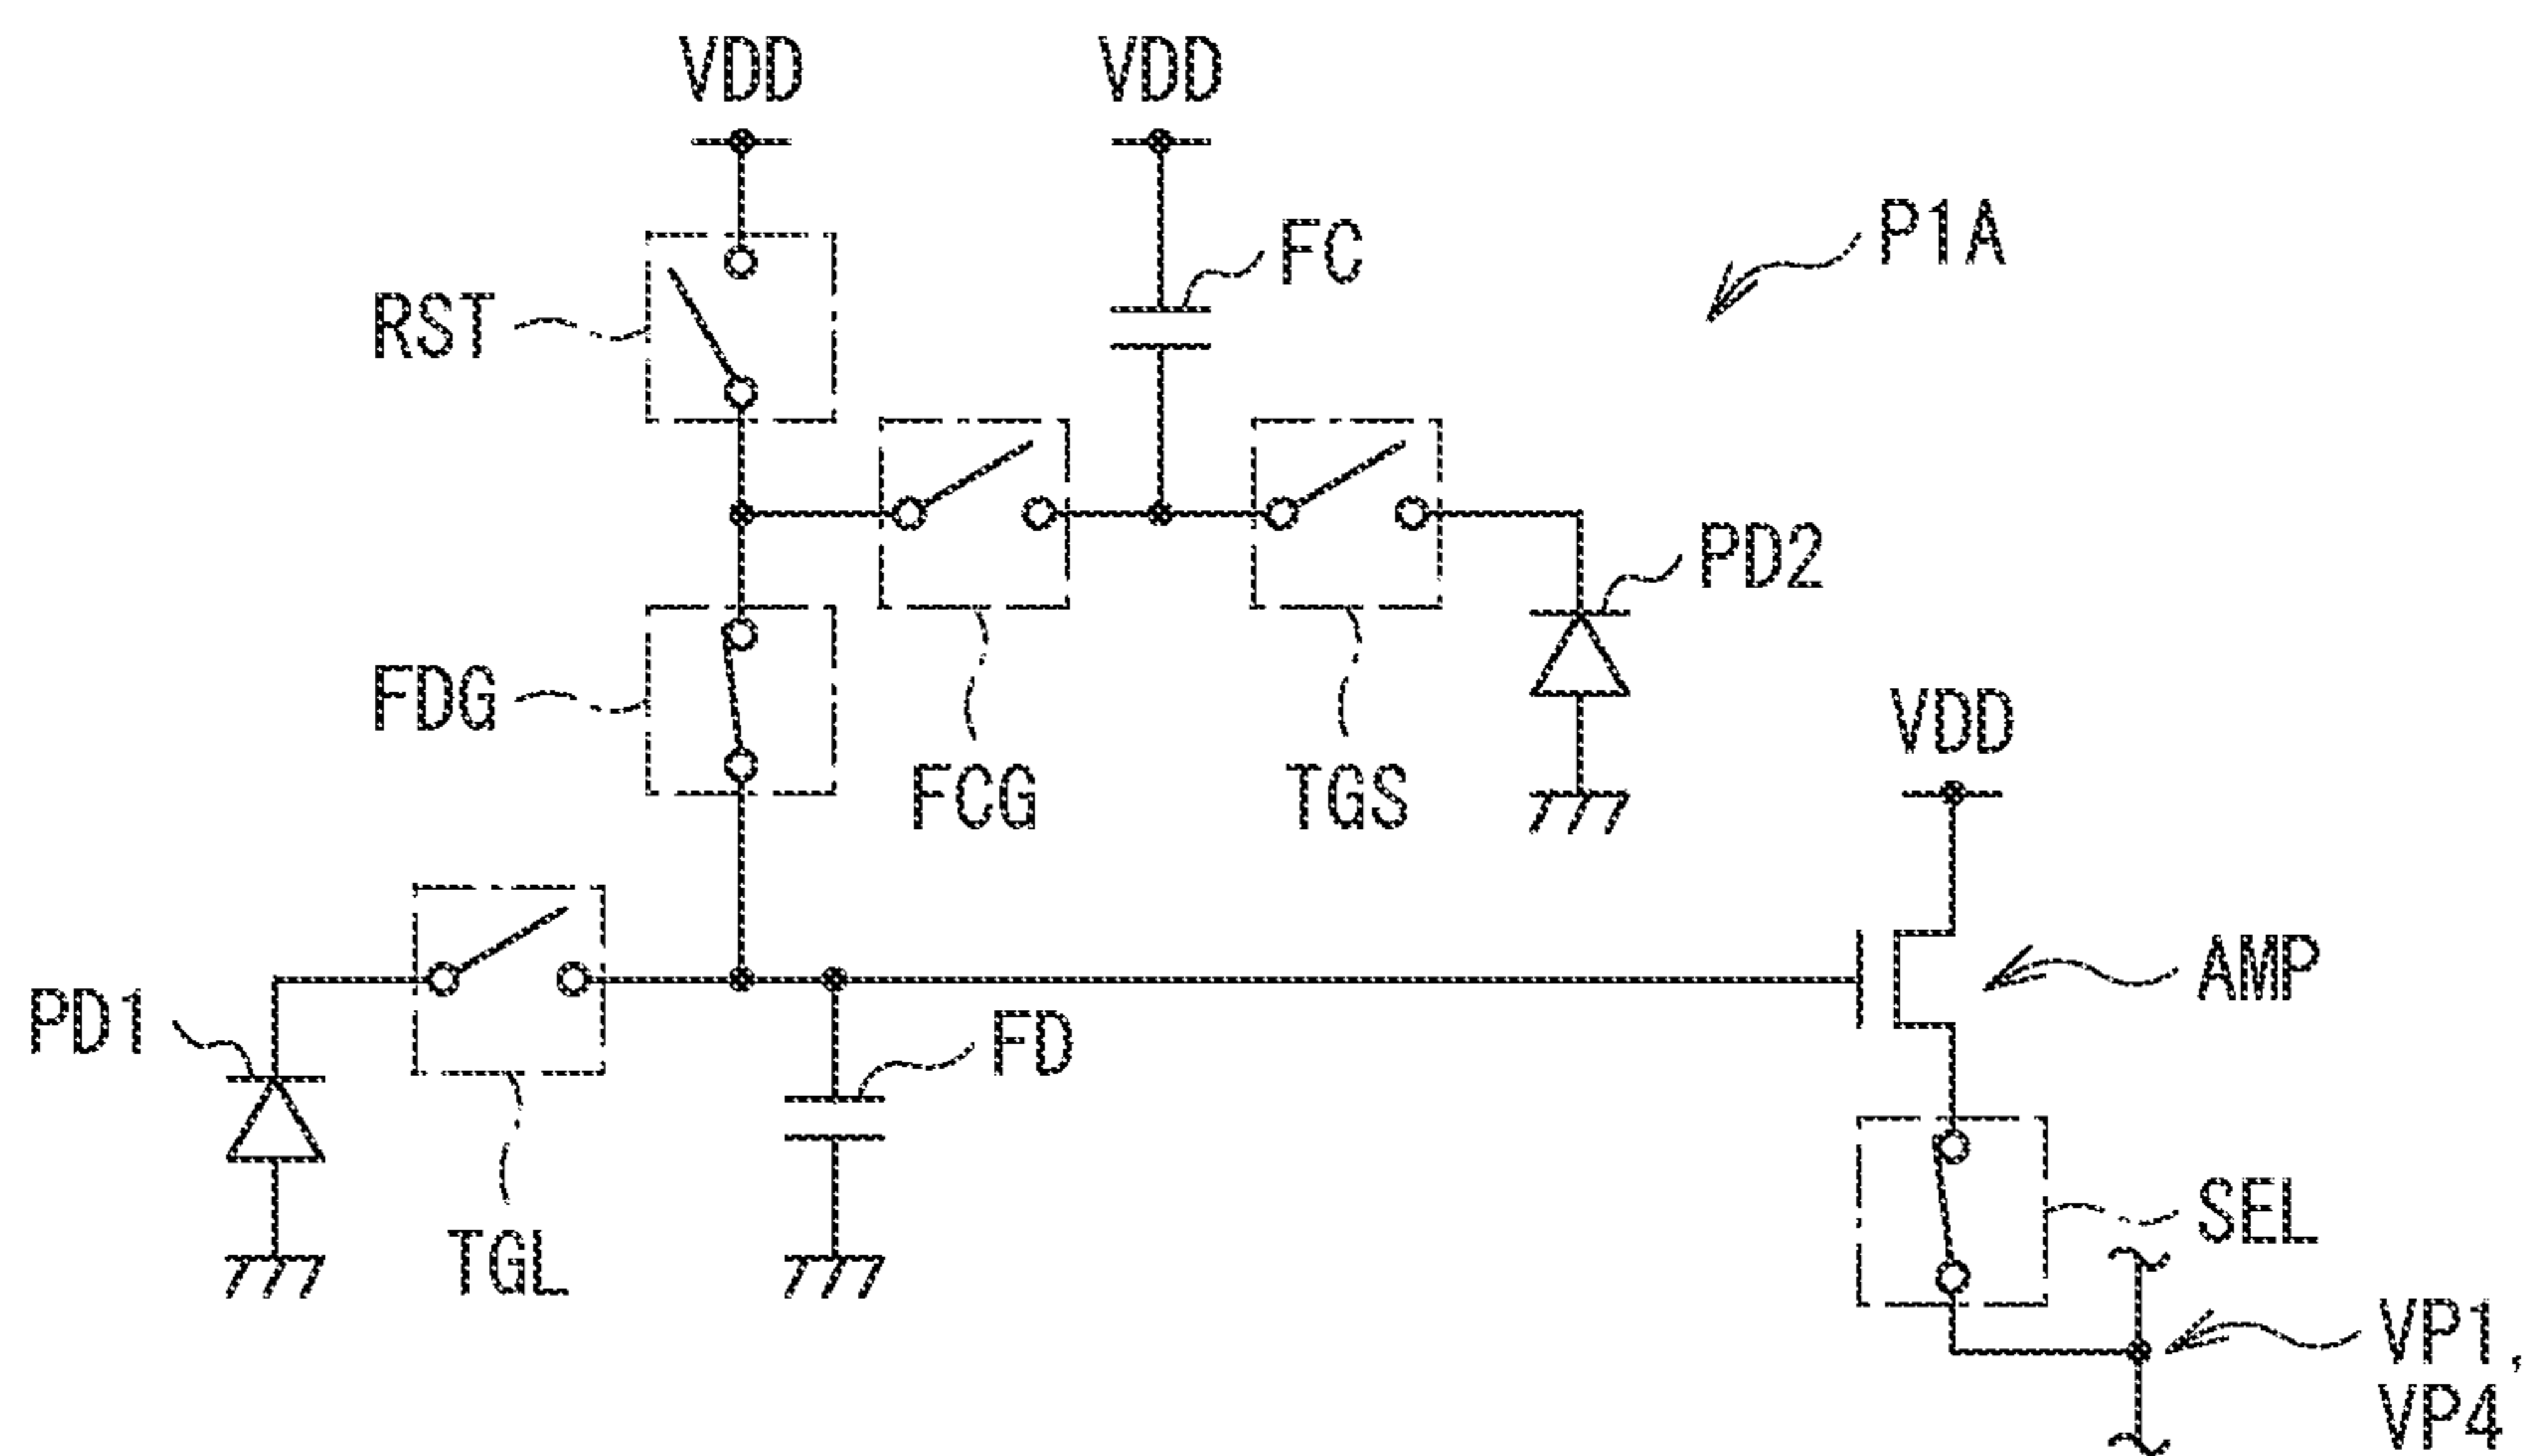 VDD
VDD
P1A
FC
RST
PD2
FDG
VDD
FCG
TGS
AMP
PD1
FD
SEL
TGL
VP1,
VP4